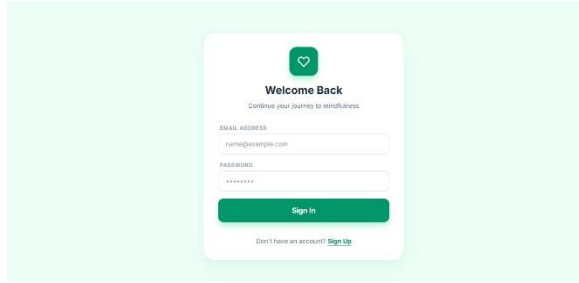 Welcome Back
Continue your journey to mindfulness
EMAIL ADDRESS
name@example.com
PASSWORD
••••••••
Sign In
Don't have an account? Sign Up